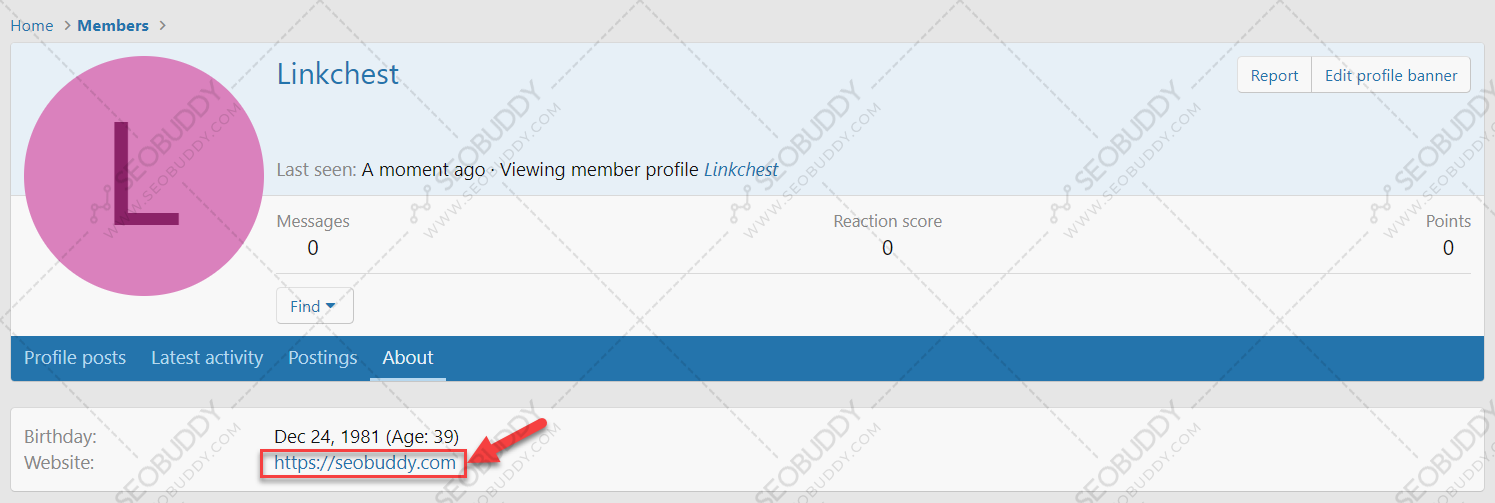 Home > Members >
L
Linkchest
Report Edit profile banner
Last seen: A moment ago · Viewing member profile Linkchest
Messages Reaction score Points
0 0 0
Find
Profile posts Latest activity Postings About
Birthday: Dec 24, 1981 (Age: 39)
Website: https://seobuddy.com
SEOBUDDY
WWW.SEOBUDDY.COM